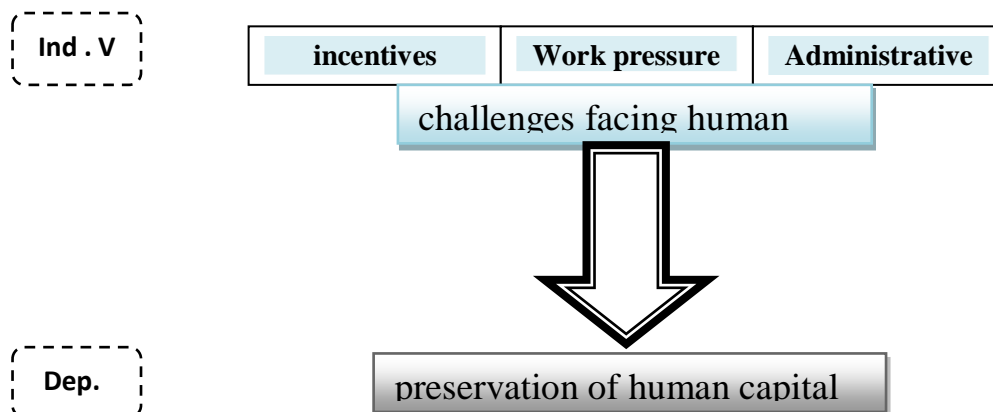 Ind . V
incentives
Work pressure
Administrative
challenges facing human
Dep.
preservation of human capital